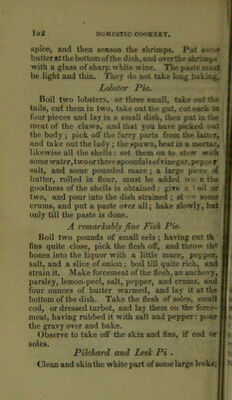 DOMESTIC COOKERY.
spice, and then season the shrimps. Put some
butter at the bottom of the dish, and over the shrimps
with a glass of sharp white wine. The paste must
be light and thin. They do not take long baking.
Lobster Pie.
Boil two lobsters, or three small, take out the
tails, cut them in two, take out the gut, cut each in
four pieces and lay in a small dish, then put in the
meat of the claws, and that you have picked out
the body; pick off the furry parts from the latter,
and take out the lady; the spawn, beat in a mortar,
likewise all the shells: set them on to stew with
some water, two or three spoonfuls of vinegar, pepper
salt, and some pounded mace; a large piece of
butter, rolled in flour, must be added when the
goodness of the shells is obtained: give a boil or
two, and pour into the dish strained; st some
crums, and put a paste over all; bake slowly, but
only till the paste is done.
A remarkably fine Fish Pie.
Boil two pounds of small eels; having cut th
fins quite close, pick the flesh off, and throw the
bones into the liquor with a little mace, pepper,
salt, and a slice of onion; boil till quite rich, and
strain it. Make forcemeat of the flesh, an anchovy,
parsley, lemon-peel, salt, pepper, and crums, and
four ounces of butter warmed, and lay it at the
bottom of the dish. Take the flesh of soles, small
cod, or dressed turbot, and lay them on the force-
meat, having rubbed it with salt and pepper: pour
the gravy over and bake.
Observe to take off the skin and fins, if cod or
soles.
Pilchard and Leek Pi.
Clean and skin the white part of some large leeks;